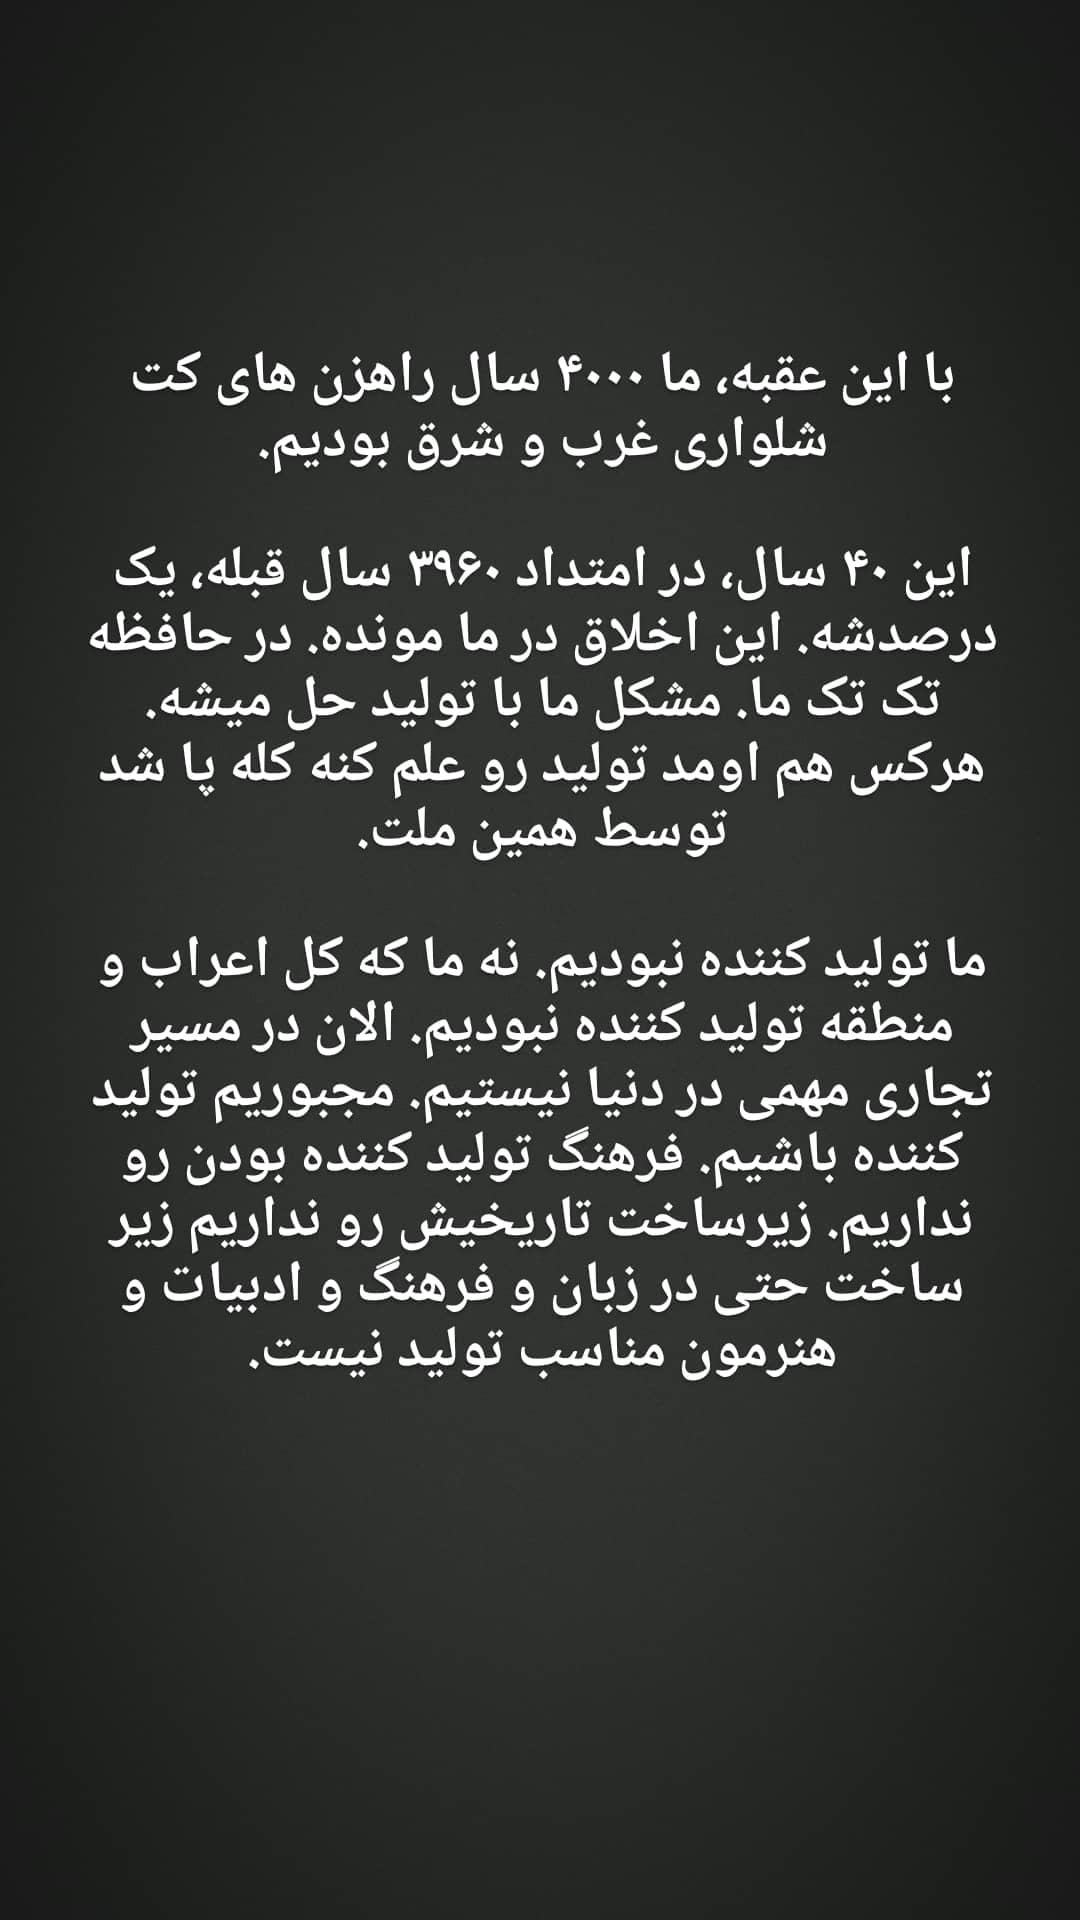 با این عقبه، ما ۴۰۰۰ سال راهزن های کت
شلواری غرب و شرق بودیم.
این ۴۰ سال، در امتداد ۳۹۶۰ سال قبله، یک
درصدشه. این اخلاق در ما مونده. در حافظه
تک تک ما. مشکل ما با تولید حل میشه.
هرکس هم اومد تولید رو علم کنه کله پا شد
توسط همین ملت.
ما تولید کننده نبودیم. نه ما که کل اعراب و
منطقه تولید کننده نبودیم. الان در مسیر
تجاری مهمی در دنیا نیستیم. مجبوریم تولید
کننده باشیم. فرهنگ تولید کننده بودن رو
نداریم. زیرساخت تاریخیش رو نداریم زیر
ساخت حتی در زبان و فرهنگ و ادبیات و
هنرمون مناسب تولید نیست.